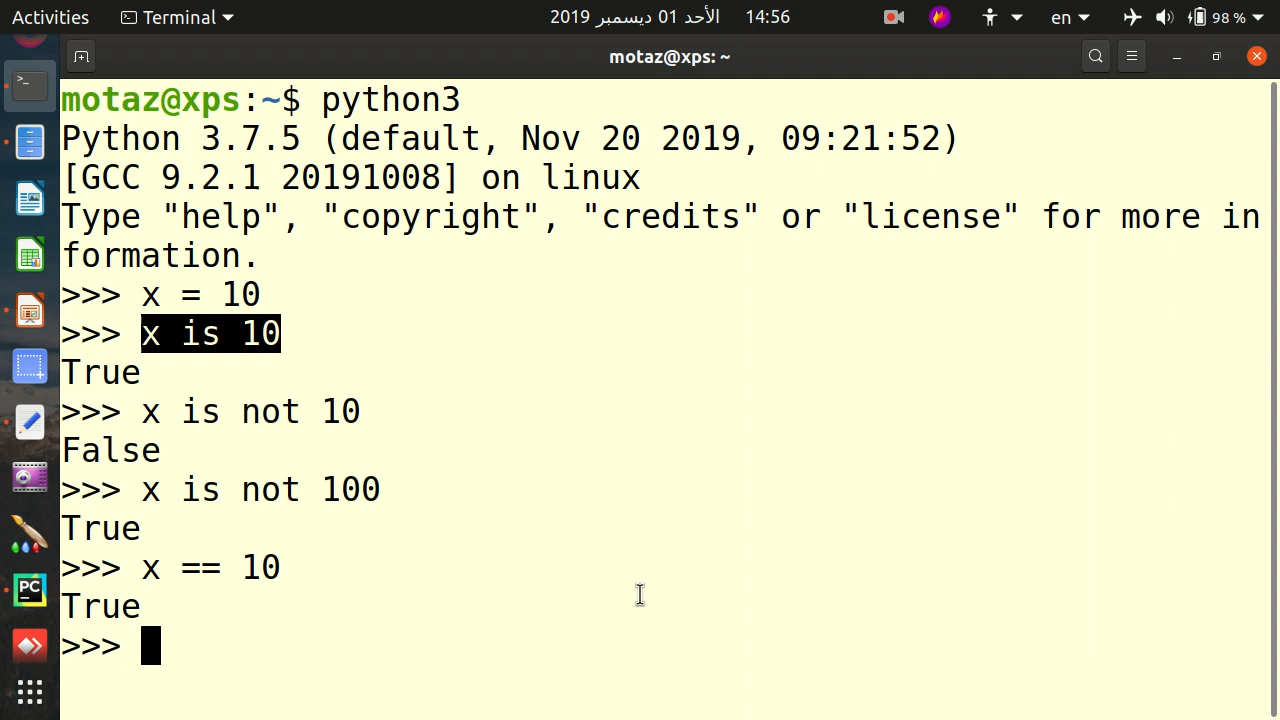 Activities Terminal الأحد 01 ديسمبر 2019 14:56 en 98 %
motaz@xps: ~
motaz@xps:~$ python3
Python 3.7.5 (default, Nov 20 2019, 09:21:52)
[GCC 9.2.1 20191008] on linux
Type "help", "copyright", "credits" or "license" for more in
formation.
>>> x = 10
>>> x is 10
True
>>> x is not 10
False
>>> x is not 100
True
>>> x == 10
True
>>>
PC